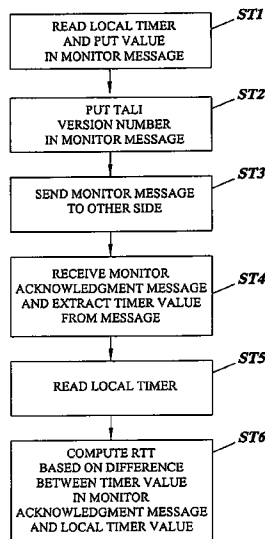 ST1
READ LOCAL TIMER
AND PUT VALUE
IN MONITOR MESSAGE
ST2
PUT TALI
VERSION NUMBER
IN MONITOR MESSAGE
ST3
SEND MONITOR MESSAGE
TO OTHER SIDE
ST4
RECEIVE MONITOR
ACKNOWLEDGMENT MESSAGE
AND EXTRACT TIMER VALUE
FROM MESSAGE
ST5
READ LOCAL TIMER
ST6
COMPUTE RTT
BASED ON DIFFERENCE
BETWEEN TIMER VALUE
IN MONITOR
ACKNOWLEDGMENT MESSAGE
AND LOCAL TIMER VALUE